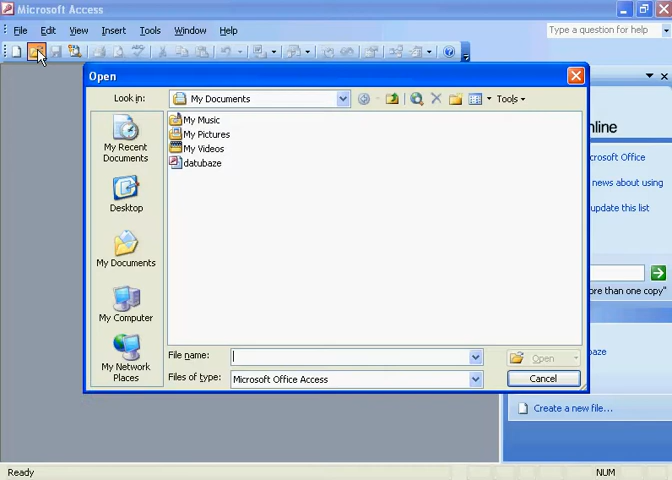 Microsoft Access
File Edit View Insert Tools Window Help
Type a question for help
Open
Look in: My Documents Tools
My Music
My Pictures
My Videos
datubaze
My Recent
Documents
Desktop
My Documents
My Computer
My Network
Places
File name: Open
Files of type: Microsoft Office Access Cancel
nline
crosoft Office
news about using
update this list
ore than one copy"
baze
Create a new file...
Ready NUM